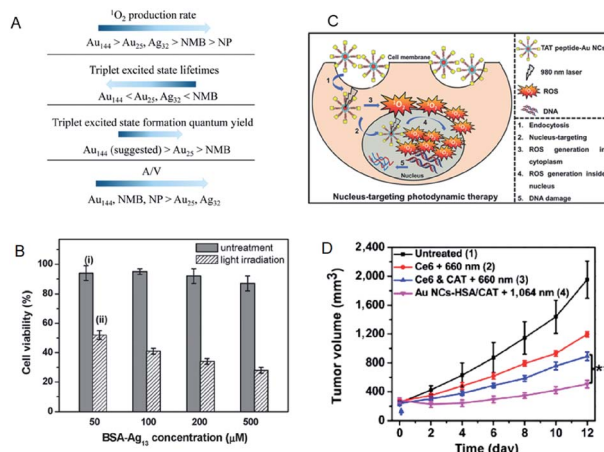 A
¹O₂ production rate
Au₁₄₄ > Au₂₅, Ag₃₂ > NMB > NP
Triplet excited state lifetimes
Au₁₄₄ < Au₂₅, Ag₃₂ < NMB
Triplet excited state formation quantum yield
Au₁₄₄ (suggested) > Au₂₅ > NMB
A/V
Au₁₄₄, NMB, NP > Au₂₅, Ag₃₂
C
Cell membrane
1
2
3
4
5
Nucleus
Nucleus-targeting photodynamic therapy
TAT peptide-Au NCs
980 nm laser
ROS
DNA
1. Endocytosis
2. Nucleus-targeting
3. ROS generation in
cytoplasm
4. ROS generation inside
nucleus
5. DNA damage
B
untreatment
light irradiation
(i)
(ii)
Cell viability (%)
100
80
60
40
20
0
50 100 200 500
BSA-Ag₁₃ concentration (μM)
D
Untreated (1)
Ce6 + 660 nm (2)
Ce6 & CAT + 660 nm (3)
Au NCs-HSA/CAT + 1,064 nm (4)
Tumor volume (mm³)
2,400
2,000
1,600
1,200
800
400
0
0 2 4 6 8 10 12
Time (day)